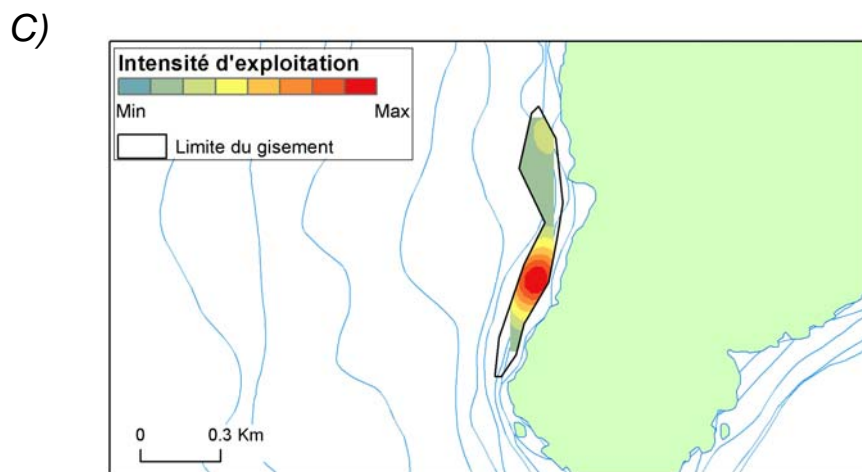 C)
Intensité d'exploitation
Min Max
Limite du gisement
0 0.3 Km